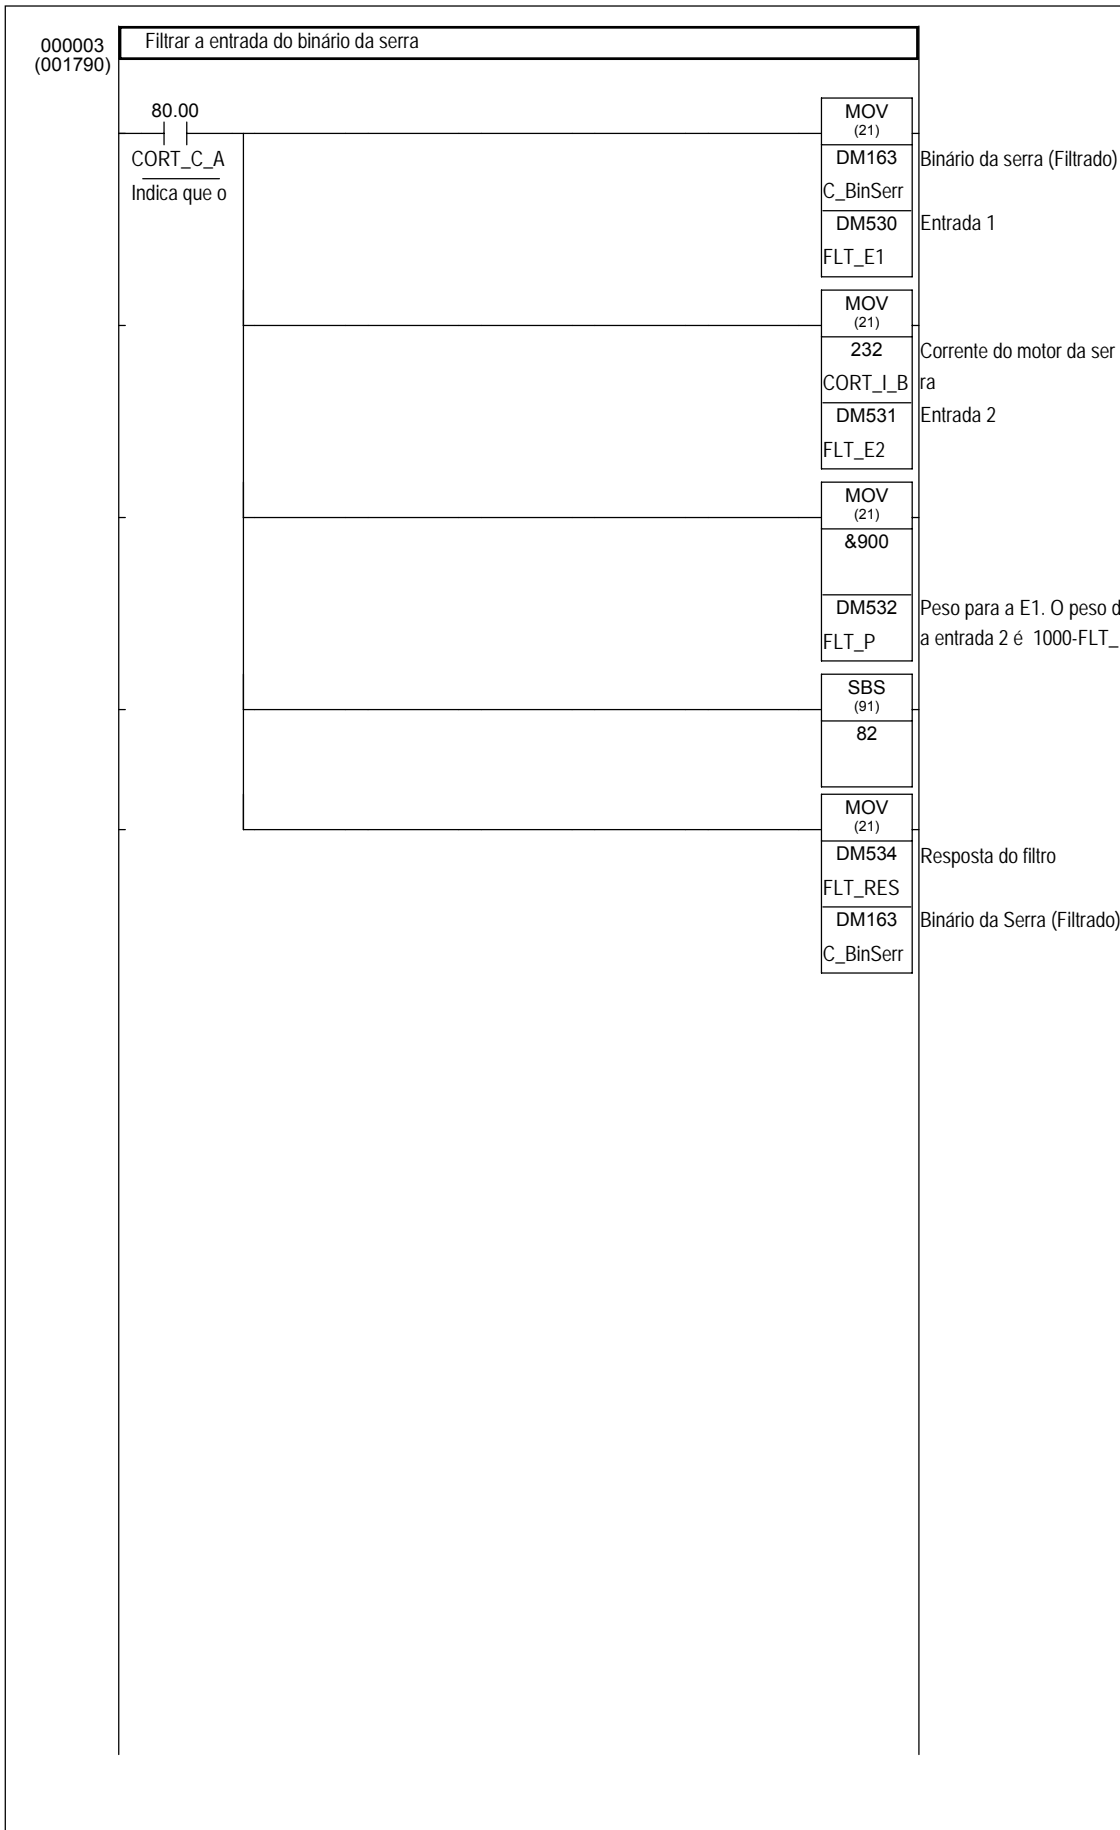 000003
(001790)
Filtrar a entrada do binário da serra
80.00
CORT_C_A
Indica que o
MOV
(21)
DM163
Binário da serra (Filtrado)
C_BinSerr
DM530
Entrada 1
FLT_E1
MOV
(21)
232
Corrente do motor da ser
CORT_I_B
ra
DM531
Entrada 2
FLT_E2
MOV
(21)
&900
DM532
Peso para a E1. O peso d
FLT_P
a entrada 2 é 1000-FLT_
SBS
(91)
82
MOV
(21)
DM534
Resposta do filtro
FLT_RES
DM163
Binário da Serra (Filtrado)
C_BinSerr